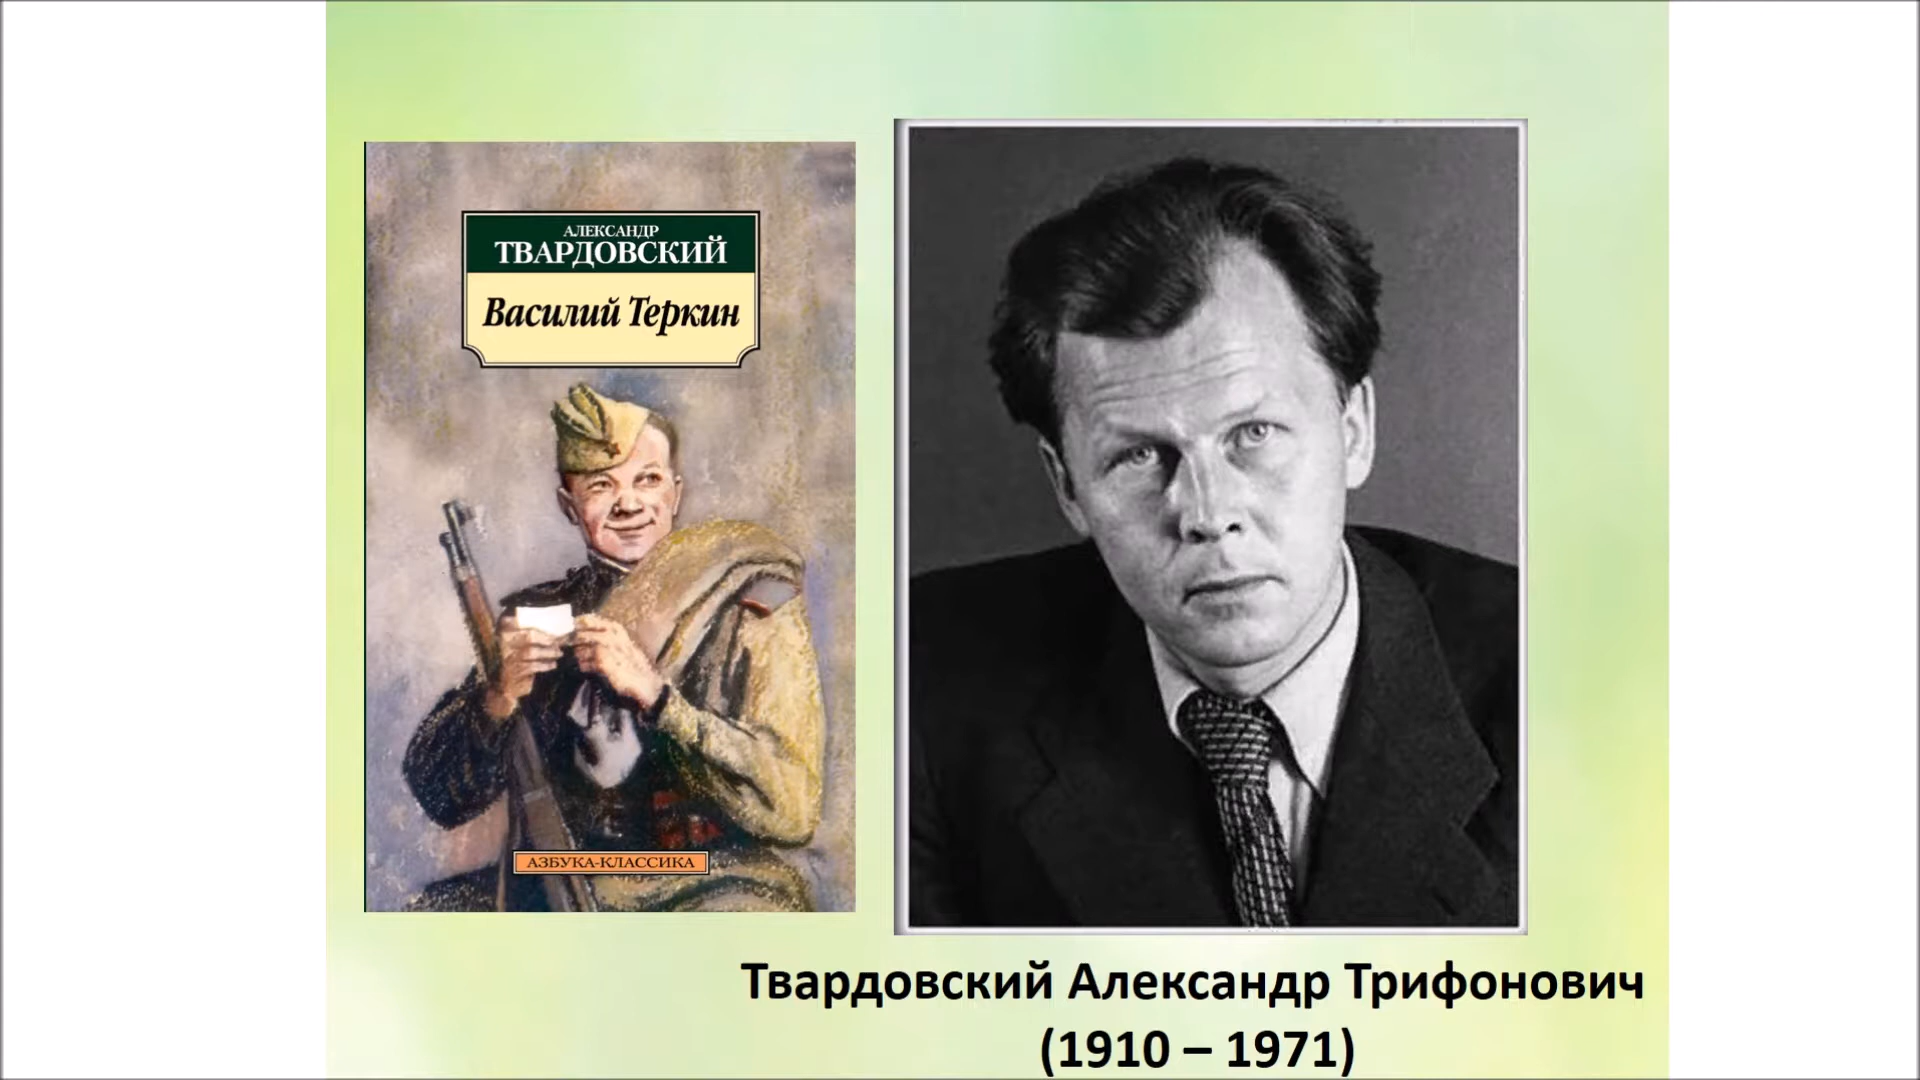 АЛЕКСАНДР
ТВАРДОВСКИЙ
Василий Теркин
АЗБУКА-КЛАССИКА
Твардовский Александр Трифонович
(1910 – 1971)